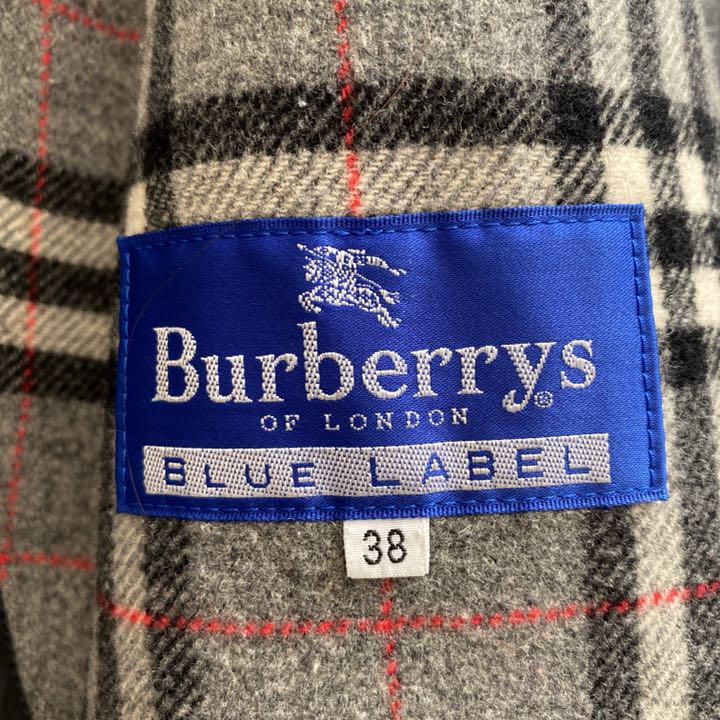 Burberrys®
OF LONDON
BLUE LABEL
38